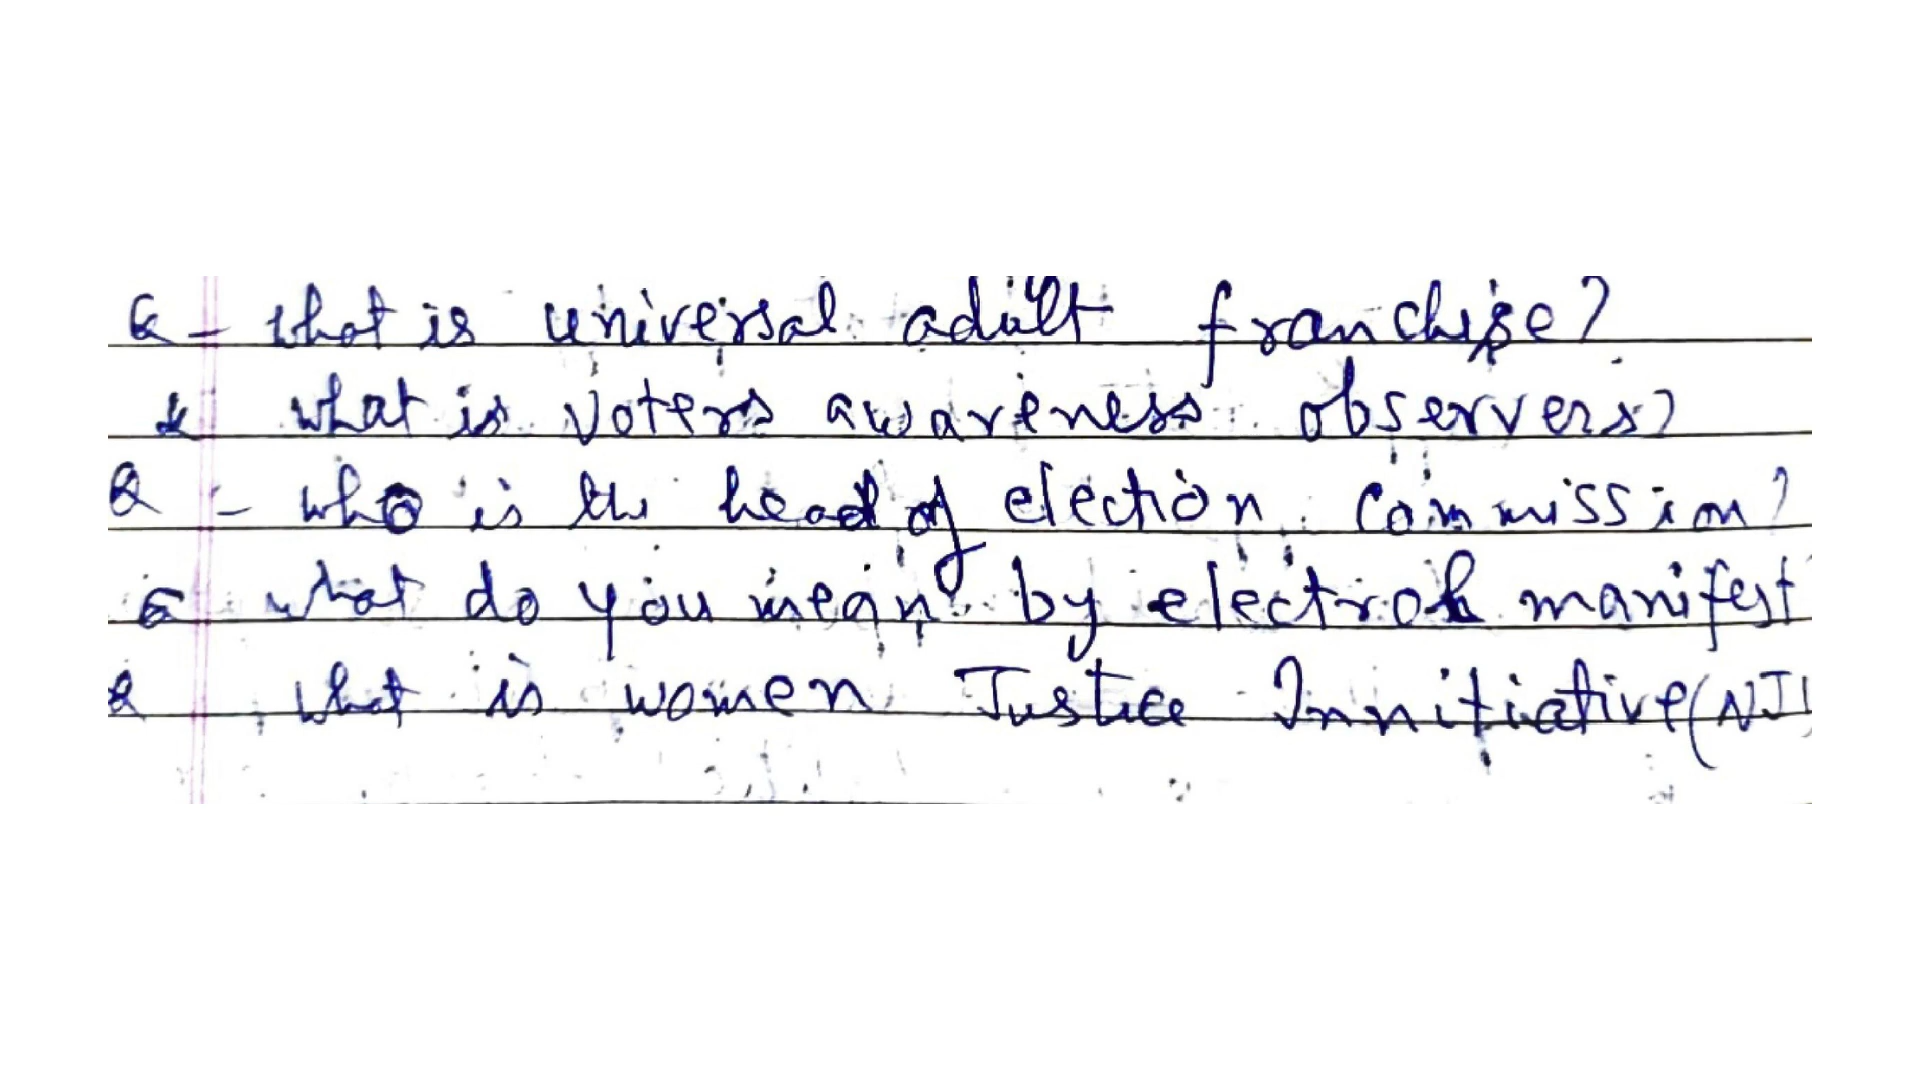 Q - what is universal adult franchise?
Q what is voters awareness observers?
Q - who is the head of election commission?
Q what do you mean by electrol manifest
Q what is women Justice Innitiative (NJI